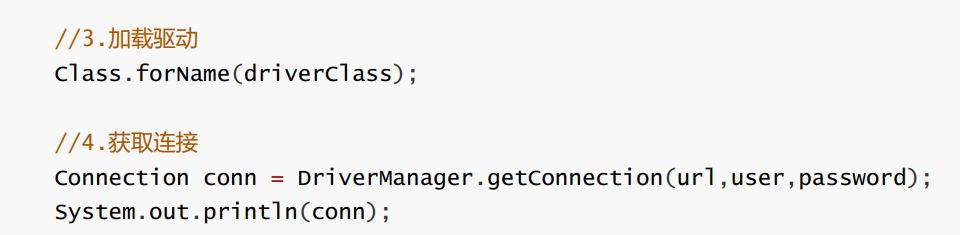 //3.加载驱动
Class.forName(driverClass);
//4.获取连接
Connection conn = DriverManager.getConnection(url,user,password);
System.out.println(conn);